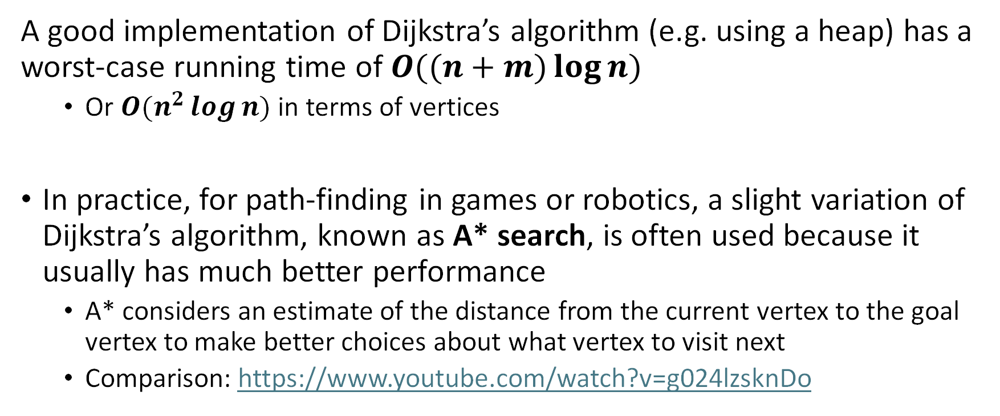 A good implementation of Dijkstra’s algorithm (e.g. using a heap) has a
worst-case running time of O((n + m) log n)
• Or O(n² log n) in terms of vertices
• In practice, for path-finding in games or robotics, a slight variation of
Dijkstra’s algorithm, known as A* search, is often used because it
usually has much better performance
• A* considers an estimate of the distance from the current vertex to the goal
vertex to make better choices about what vertex to visit next
• Comparison: https://www.youtube.com/watch?v=g024lzsknDo